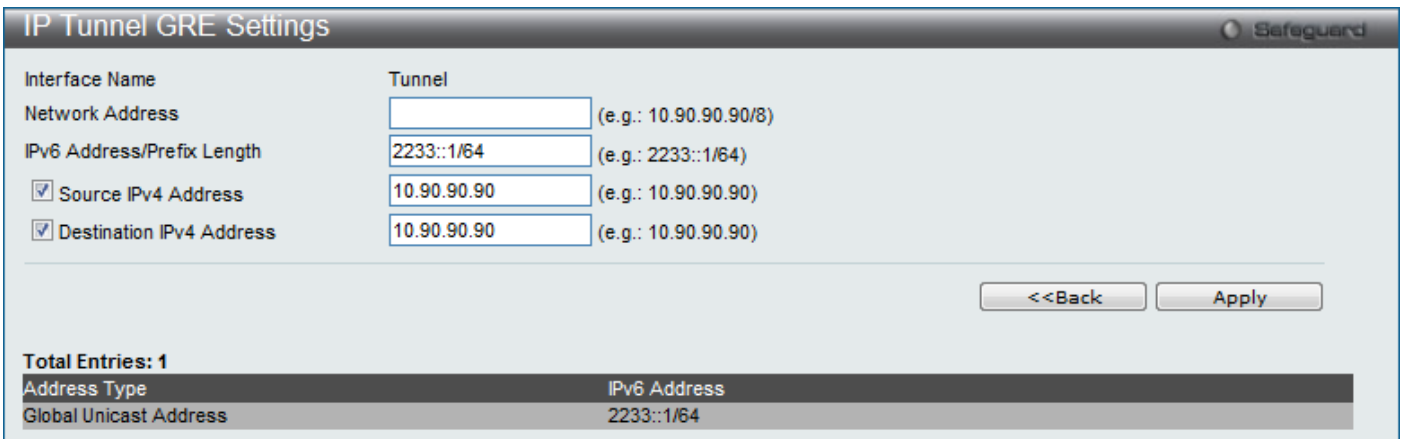 IP Tunnel GRE Settings
Safeguard
Interface Name Tunnel
Network Address (e.g.: 10.90.90.90/8)
IPv6 Address/Prefix Length 2233::1/64 (e.g.: 2233::1/64)
Source IPv4 Address 10.90.90.90 (e.g.: 10.90.90.90)
Destination IPv4 Address 10.90.90.90 (e.g.: 10.90.90.90)
<<Back Apply
Total Entries: 1
Address Type IPv6 Address
Global Unicast Address 2233::1/64